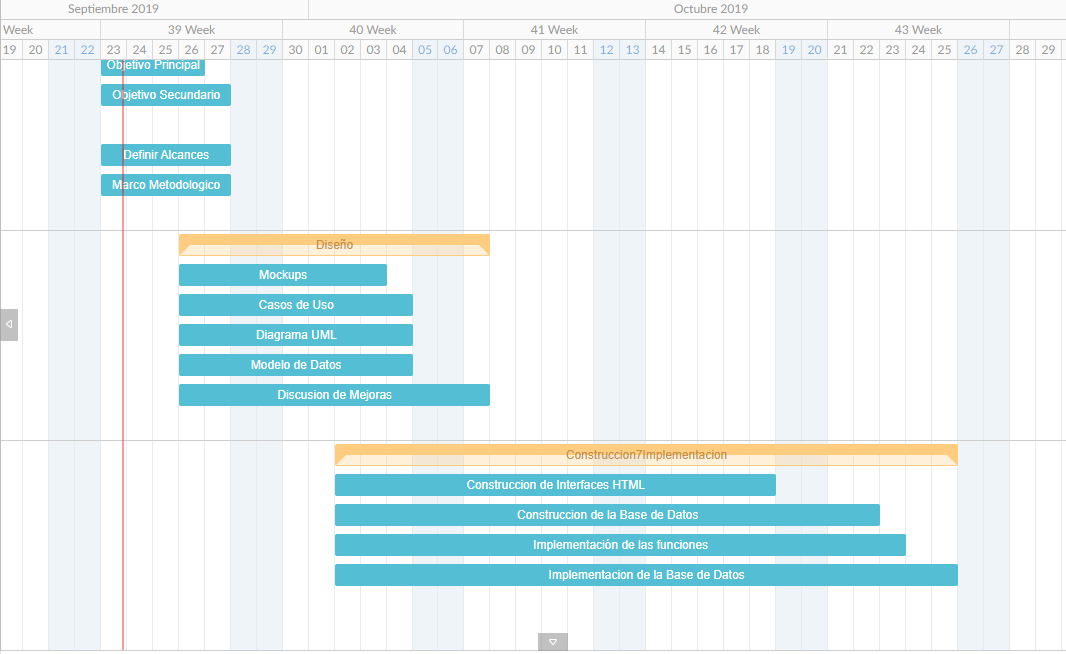 Septiembre 2019 Octubre 2019
Week 39 Week 40 Week 41 Week 42 Week 43 Week
19 20 21 22 23 24 25 26 27 28 29 30 01 02 03 04 05 06 07 08 09 10 11 12 13 14 15 16 17 18 19 20 21 22 23 24 25 26 27 28 29
Objetivo Principal
Objetivo Secundario
Definir Alcances
Marco Metodologico
Diseño
Mockups
Casos de Uso
Diagrama UML
Modelo de Datos
Discusion de Mejoras
Construccion7Implementacion
Construccion de Interfaces HTML
Construccion de la Base de Datos
Implementación de las funciones
Implementacion de la Base de Datos